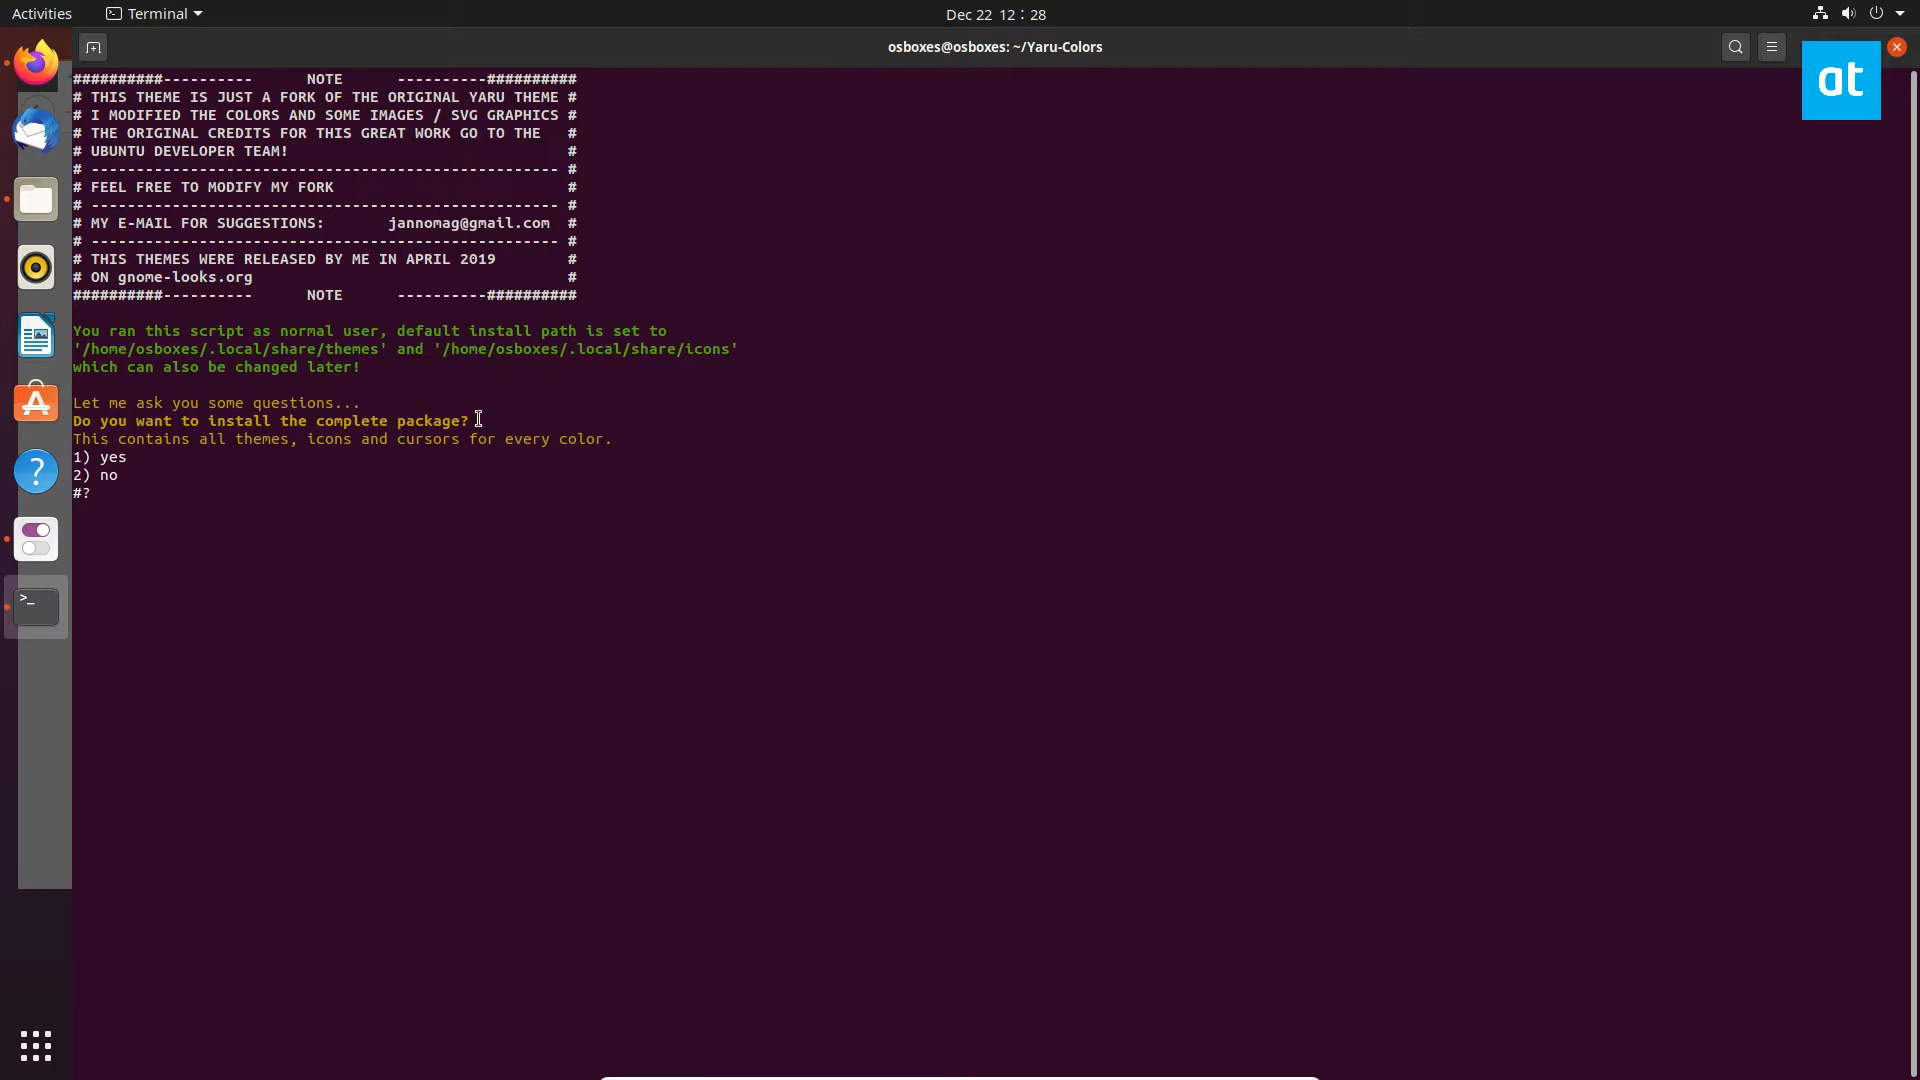 Activities
Terminal
Dec 22 12:28
osboxes@osboxes: ~/Yaru-Colors
at
##########----------      NOTE      ----------##########
# THIS THEME IS JUST A FORK OF THE ORIGINAL YARU THEME #
# I MODIFIED THE COLORS AND SOME IMAGES / SVG GRAPHICS #
# THE ORIGINAL CREDITS FOR THIS GREAT WORK GO TO THE   #
# UBUNTU DEVELOPER TEAM!                               #
# ---------------------------------------------------- #
# FEEL FREE TO MODIFY MY FORK                          #
# ---------------------------------------------------- #
# MY E-MAIL FOR SUGGESTIONS:       jannomag@gmail.com  #
# ---------------------------------------------------- #
# THIS THEMES WERE RELEASED BY ME IN APRIL 2019        #
# ON gnome-looks.org                                   #
##########----------      NOTE      ----------##########
You ran this script as normal user, default install path is set to
'/home/osboxes/.local/share/themes' and '/home/osboxes/.local/share/icons'
which can also be changed later!
Let me ask you some questions...
Do you want to install the complete package?
This contains all themes, icons and cursors for every color.
1) yes
2) no
#?